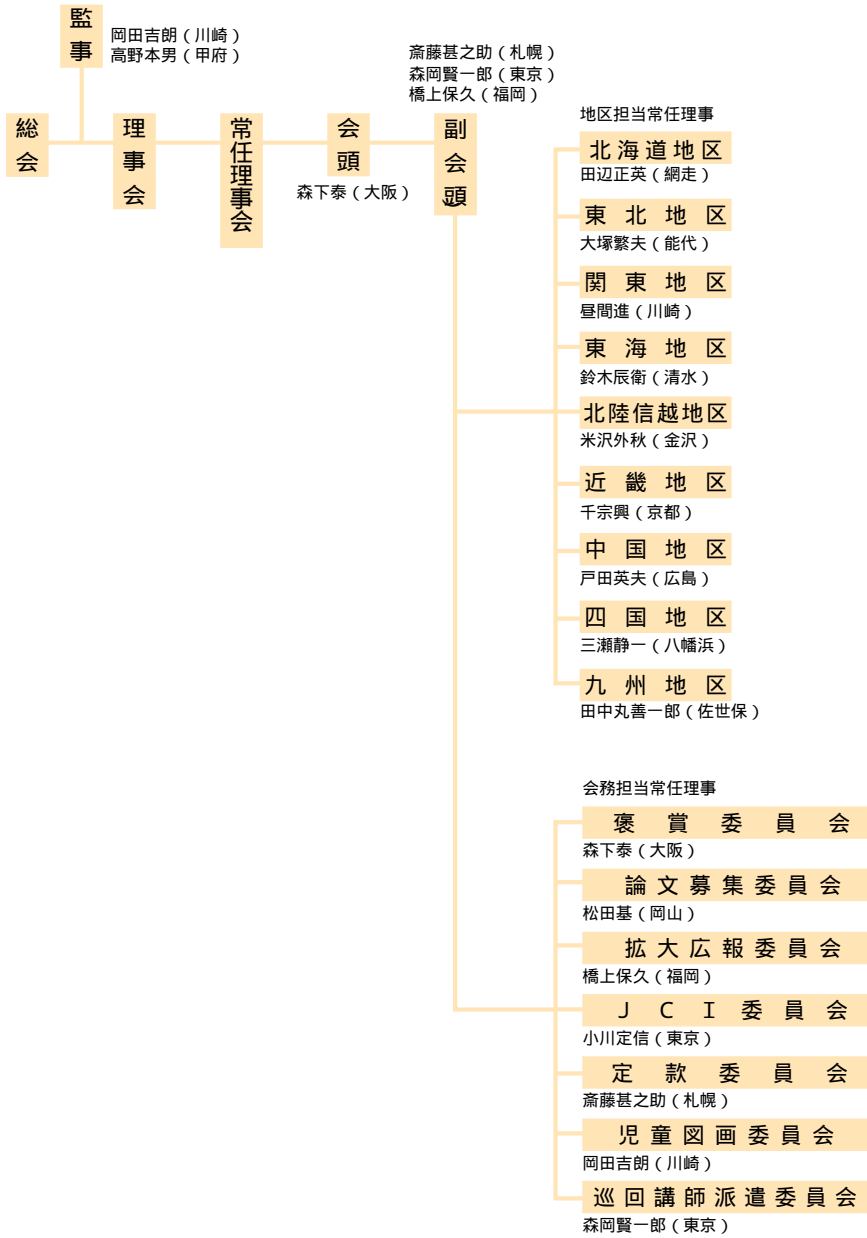 監事
岡田吉朗（川崎）
高野本男（甲府）
総会
理事会
常任理事会
会頭
森下泰（大阪）
斎藤甚之助（札幌）
森岡賢一郎（東京）
橋上保久（福岡）
副会頭
地区担当常任理事
北海道地区
田辺正英（網走）
東北地区
大塚繁夫（能代）
関東地区
昼間進（川崎）
東海地区
鈴木辰衛（清水）
北陸信越地区
米沢外秋（金沢）
近畿地区
千宗興（京都）
中国地区
戸田英夫（広島）
四国地区
三瀬静一（八幡浜）
九州地区
田中丸善一郎（佐世保）
会務担当常任理事
褒賞委員会
森下泰（大阪）
論文募集委員会
松田基（岡山）
拡大広報委員会
橋上保久（福岡）
ＪＣＩ委員会
小川定信（東京）
定款委員会
斎藤甚之助（札幌）
児童図画委員会
岡田吉朗（川崎）
巡回講師派遣委員会
森岡賢一郎（東京）